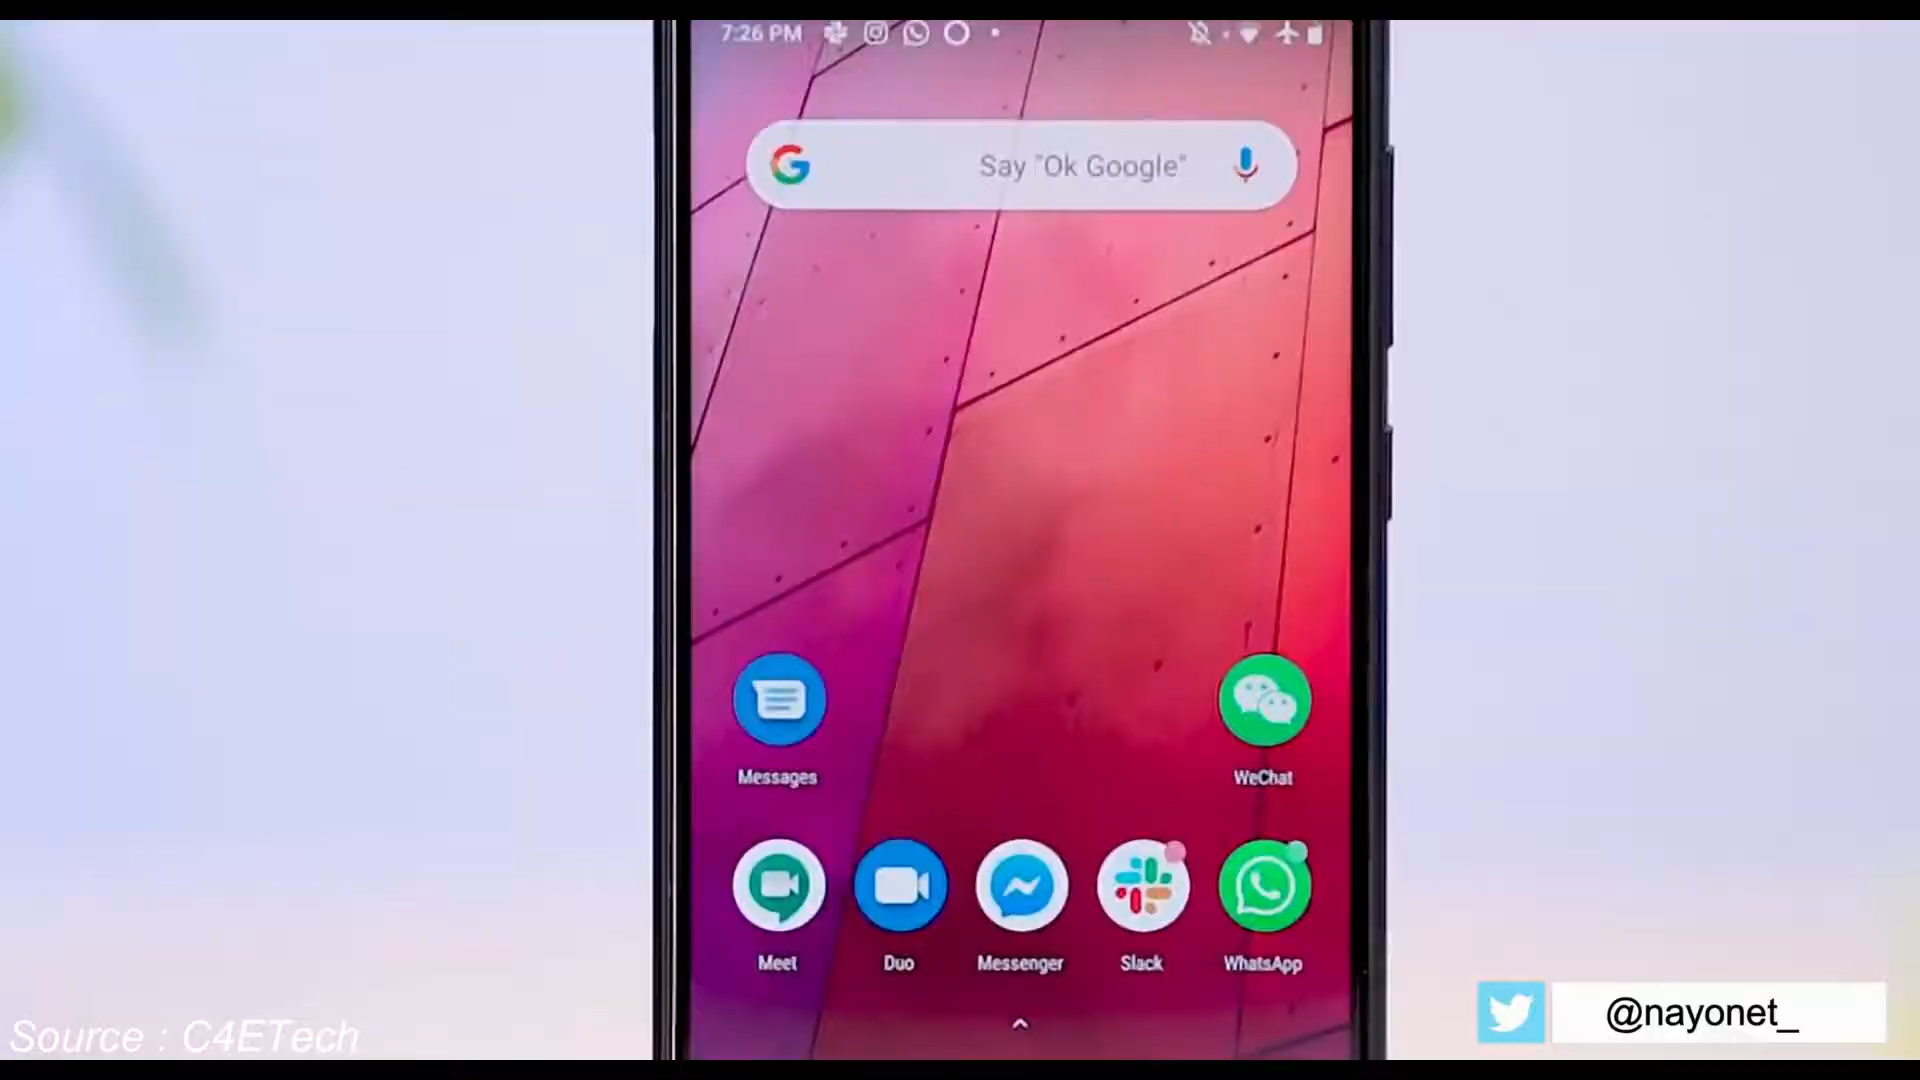 7:26 PM
G
Say "Ok Google"
Messages
WeChat
Meet
Duo
Messenger
Slack
WhatsApp
Source : C4ETech
@nayonet_